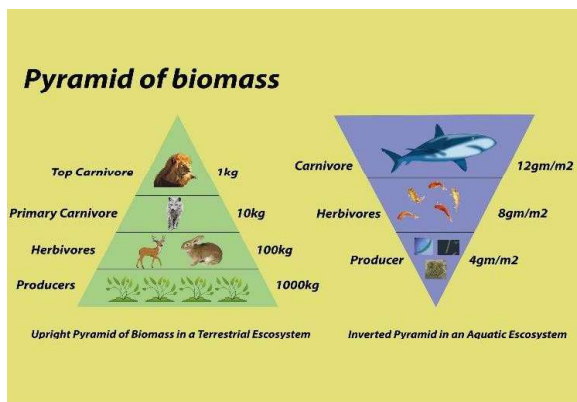 Pyramid of biomass
Top Carnivore 1kg
Primary Carnivore 10kg
Herbivores 100kg
Producers 1000kg
Upright Pyramid of Biomass in a Terrestrial Escosystem
Carnivore 12gm/m2
Herbivores 8gm/m2
Producer 4gm/m2
Inverted Pyramid in an Aquatic Escosystem